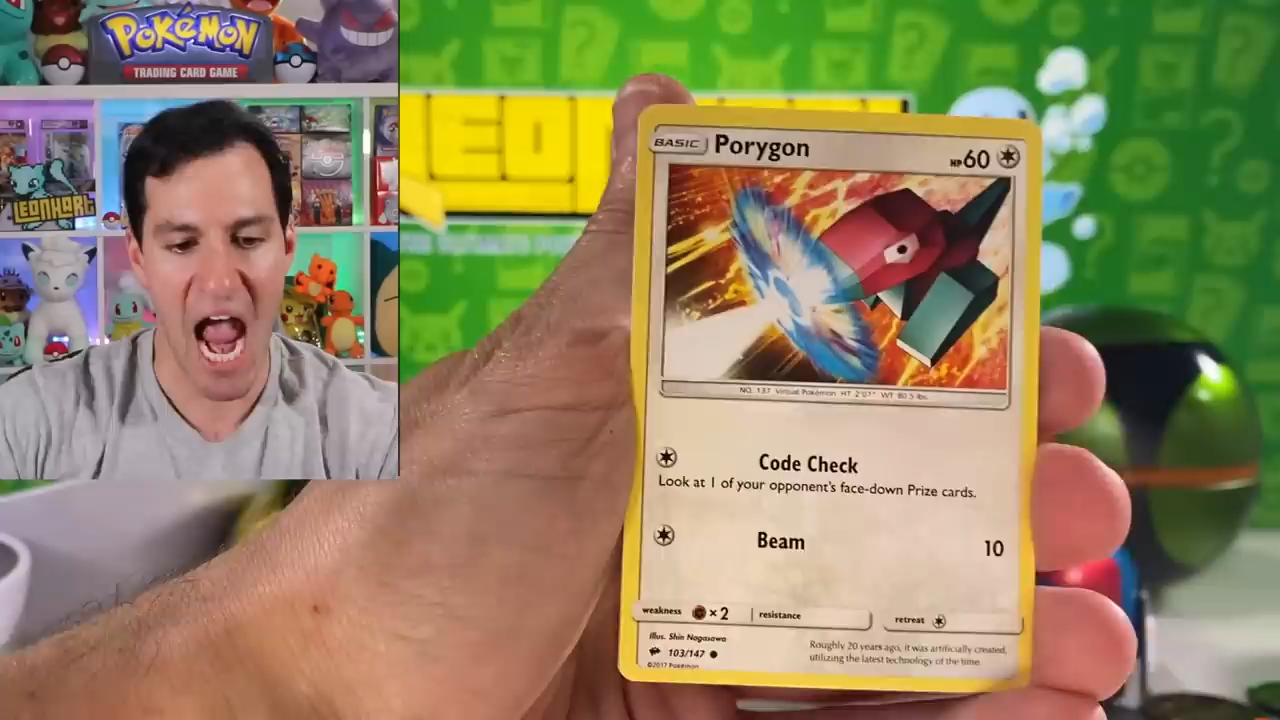 POKéMON
TRADING CARD GAME
LEONHART
BASIC Porygon HP 60
NO. 137 Virtual Pokémon HT 2'07" WT 80.5 lbs.
Code Check
Look at 1 of your opponent's face-down Prize cards.
Beam 10
weakness ×2 resistance retreat
Illus. Shin Nagasawa
103/147
©2017 Pokémon
Roughly 20 years ago, it was artificially created,
utilizing the latest technology of the time.